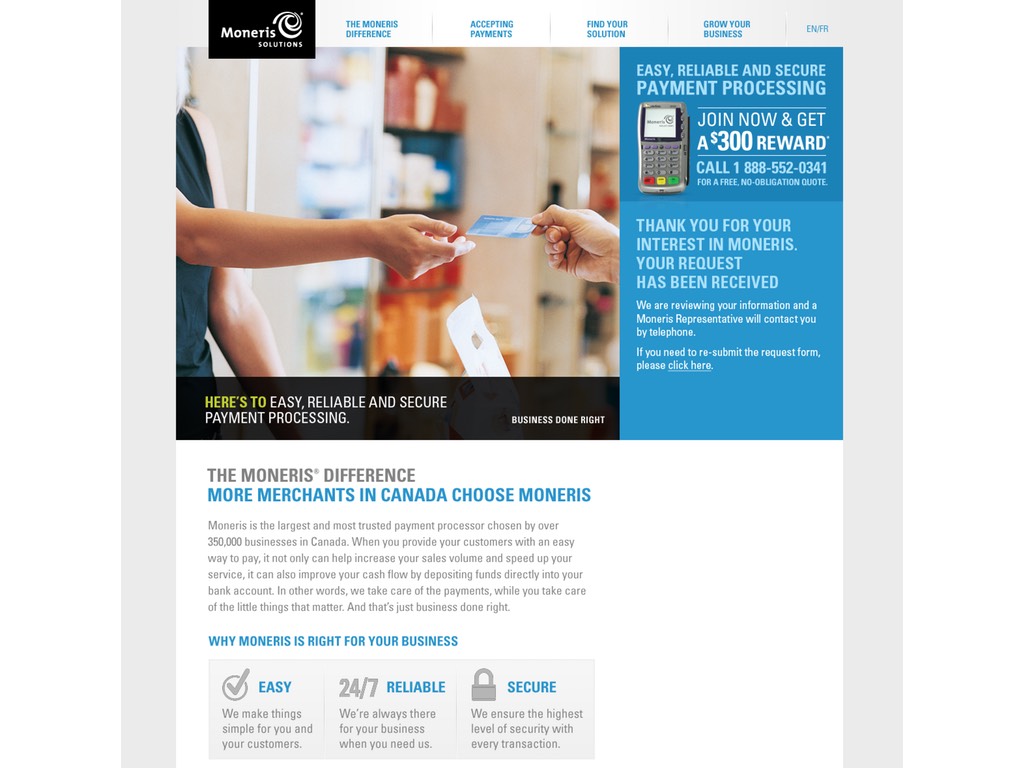 Moneris
SOLUTIONS
THE MONERIS
DIFFERENCE
ACCEPTING
PAYMENTS
FIND YOUR
SOLUTION
GROW YOUR
BUSINESS
EN/FR
EASY, RELIABLE AND SECURE
PAYMENT PROCESSING
Moneris
JOIN NOW & GET
A $300 REWARD*
CALL 1 888-552-0341
FOR A FREE, NO-OBLIGATION QUOTE.
THANK YOU FOR YOUR
INTEREST IN MONERIS.
YOUR REQUEST
HAS BEEN RECEIVED
We are reviewing your information and a
Moneris Representative will contact you
by telephone.
If you need to re-submit the request form,
please click here.
HERE'S TO EASY, RELIABLE AND SECURE
PAYMENT PROCESSING.
BUSINESS DONE RIGHT
THE MONERIS® DIFFERENCE
MORE MERCHANTS IN CANADA CHOOSE MONERIS
Moneris is the largest and most trusted payment processor chosen by over
350,000 businesses in Canada. When you provide your customers with an easy
way to pay, it not only can help increase your sales volume and speed up your
service, it can also improve your cash flow by depositing funds directly into your
bank account. In other words, we take care of the payments, while you take care
of the little things that matter. And that's just business done right.
WHY MONERIS IS RIGHT FOR YOUR BUSINESS
EASY
We make things
simple for you and
your customers.
24/7 RELIABLE
We're always there
for your business
when you need us.
SECURE
We ensure the highest
level of security with
every transaction.